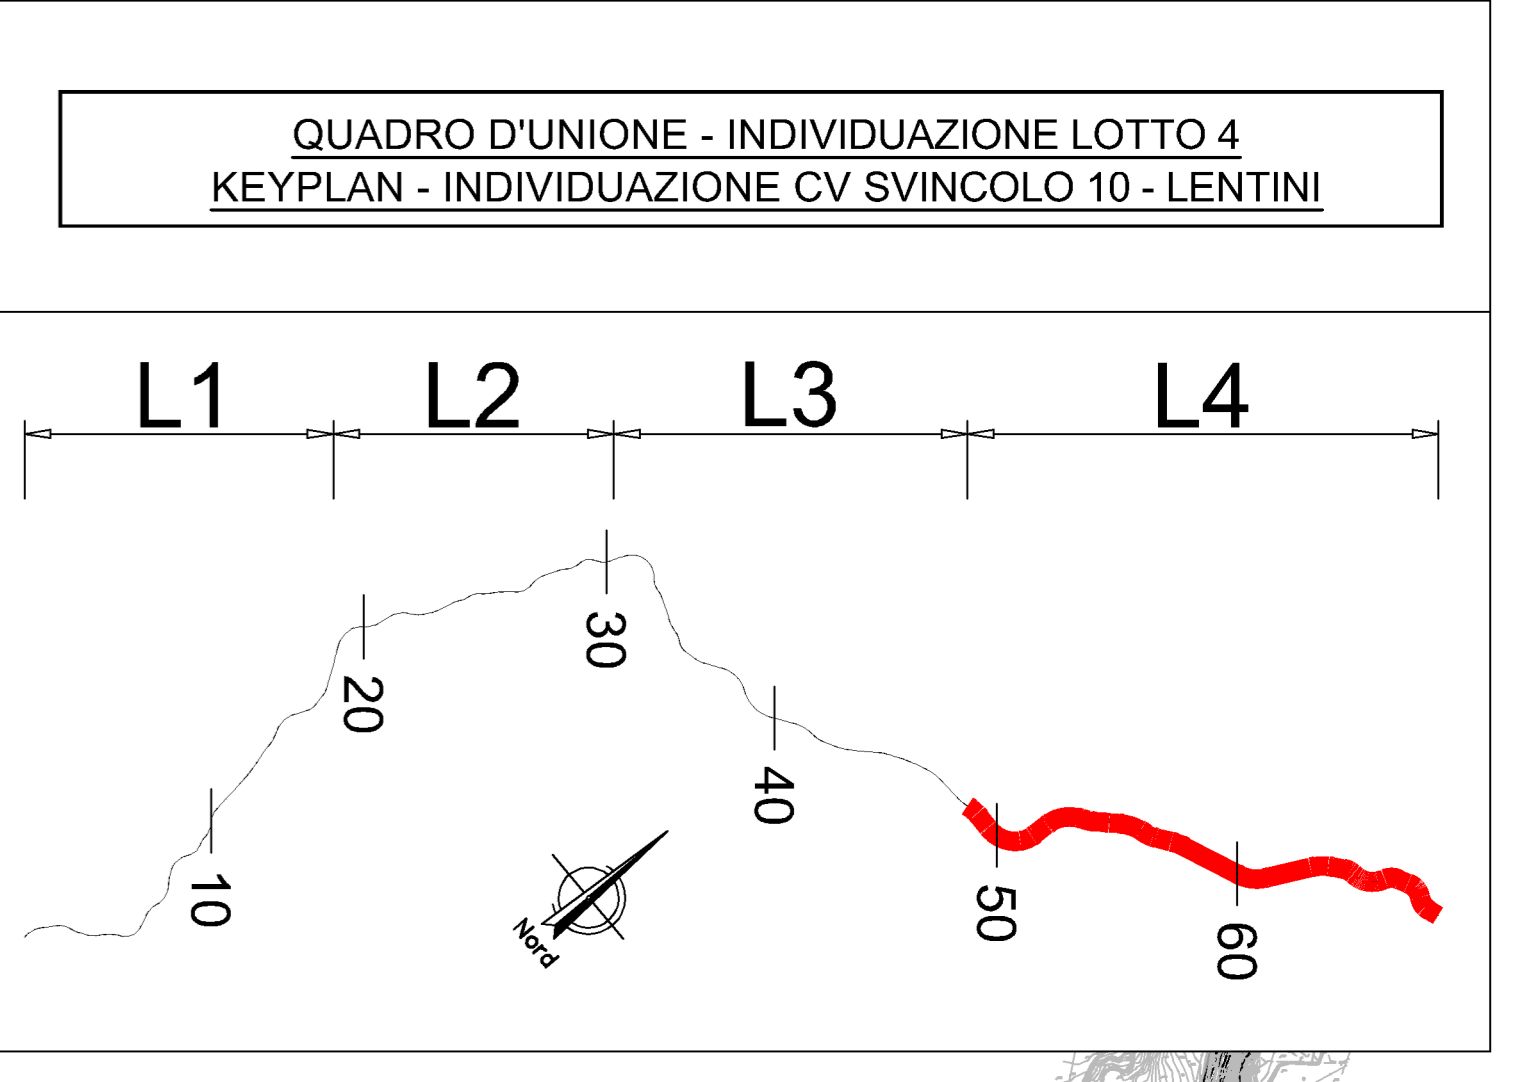 QUADRO D'UNIONE - INDIVIDUAZIONE LOTTO 4
KEYPLAN - INDIVIDUAZIONE CV SVINCOLO 10 - LENTINI
L1 L2 L3 L4
30
20
40
10
50
60
Nord